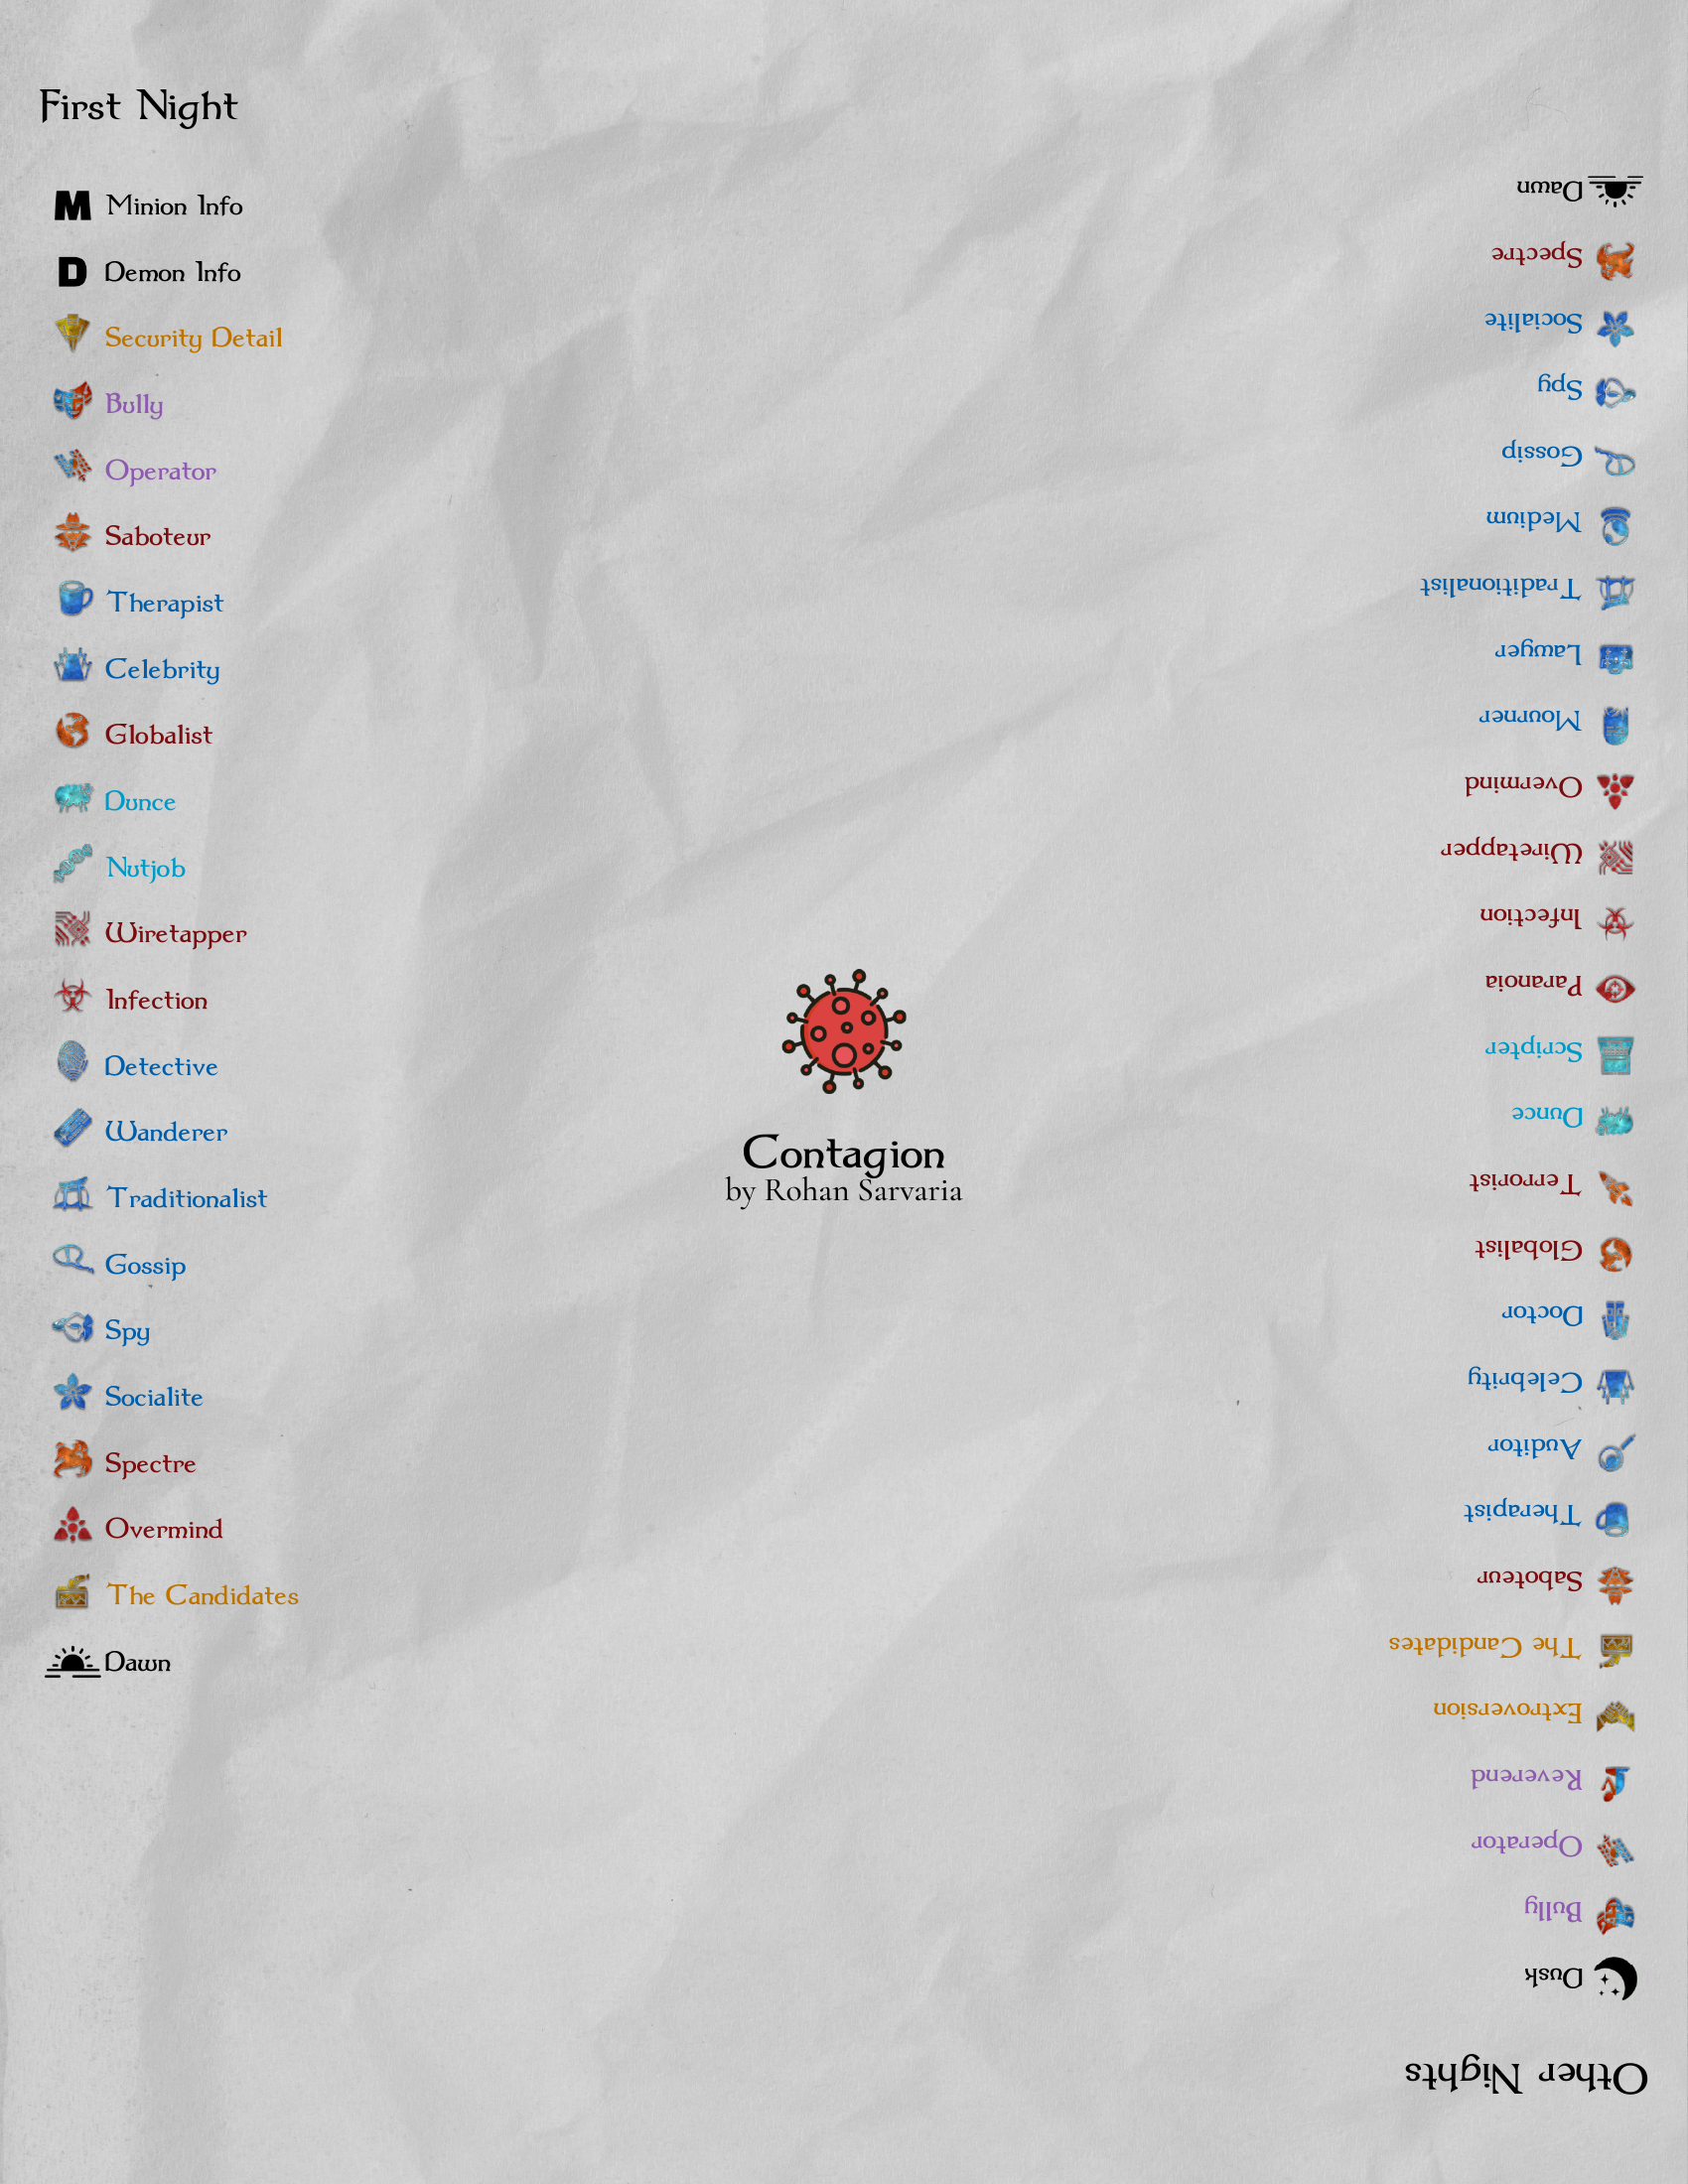 First Night
Minion Info
Demon Info
Security Detail
Bully
Operator
Saboteur
Therapist
Celebrity
Globalist
Dunce
Nutjob
Wiretapper
Infection
Detective
Wanderer
Traditionalist
Gossip
Spy
Socialite
Spectre
Overmind
The Candidates
Dawn
Contagion
by Rohan Sarvaria
Other Nights
Dusk
Bully
Operator
Reverend
Extroversion
The Candidates
Saboteur
Therapist
Auditor
Celebrity
Doctor
Globalist
Terrorist
Dunce
Scripter
Paranoia
Infection
Wiretapper
Overmind
Mourner
Lawyer
Traditionalist
Medium
Gossip
Spy
Socialite
Spectre
Dawn